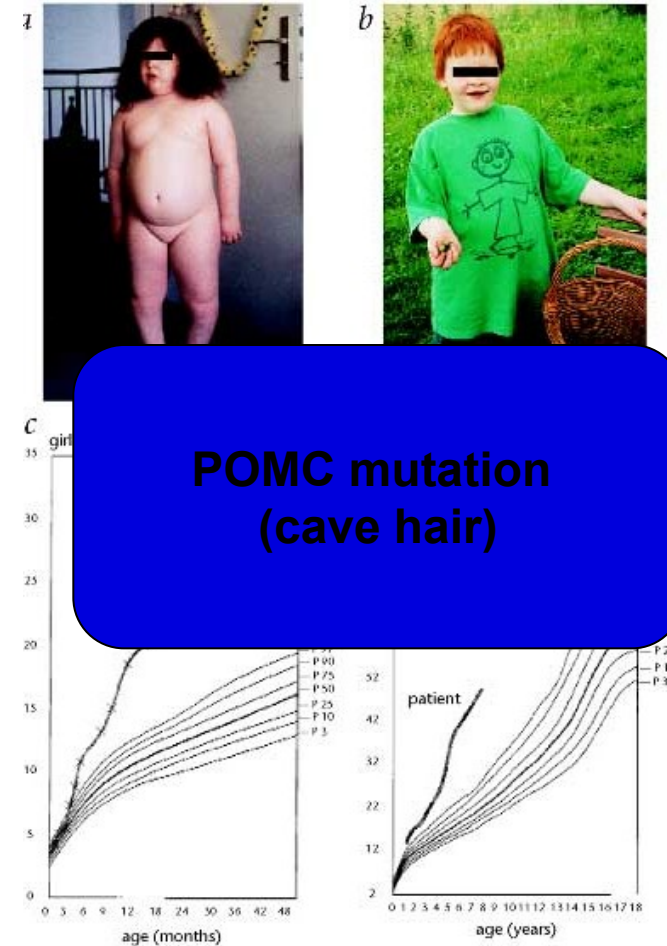 a
b
c
girl
POMC mutation
(cave hair)
35
30
25
20
15
10
5
0
P 90
P 75
P 50
P 25
P 10
P 3
0 3 6 9 12 18 24 30 36 42 48
age (months)
52
42
32
22
12
2
patient
0 1 2 3 4 5 6 7 8 9 10 11 12 13 14 15 16 17 18
age (years)